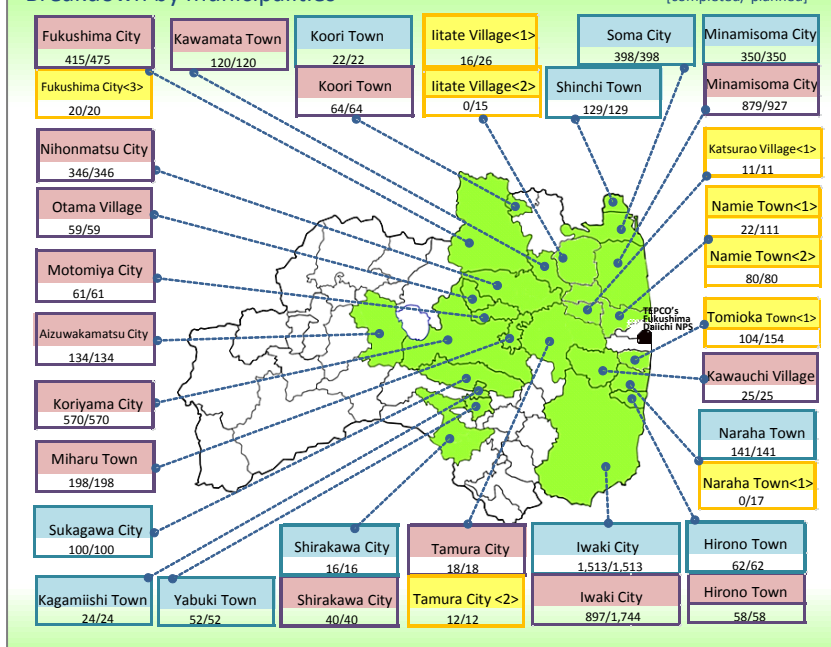 Breakdown by municipalities
[completed/ planned]
Fukushima City
415/475
Kawamata Town
120/120
Koori Town
22/22
Iitate Village<1>
16/26
Soma City
398/398
Minamisoma City
350/350
Fukushima City<3>
20/20
Koori Town
64/64
Iitate Village<2>
0/15
Shinchi Town
129/129
Minamisoma City
879/927
Nihonmatsu City
346/346
Katsurao Village<1>
11/11
Otama Village
59/59
Namie Town<1>
22/111
Motomiya City
61/61
Namie Town<2>
80/80
Aizuwakamatsu City
134/134
TEPCO's
Fukushima
Daiichi NPS
Tomioka Town<1>
104/154
Koriyama City
570/570
Kawauchi Village
25/25
Miharu Town
198/198
Naraha Town
141/141
Naraha Town<1>
0/17
Sukagawa City
100/100
Shirakawa City
16/16
Tamura City
18/18
Iwaki City
1,513/1,513
Hirono Town
62/62
Kagamiishi Town
24/24
Yabuki Town
52/52
Shirakawa City
40/40
Tamura City <2>
12/12
Iwaki City
897/1,744
Hirono Town
58/58